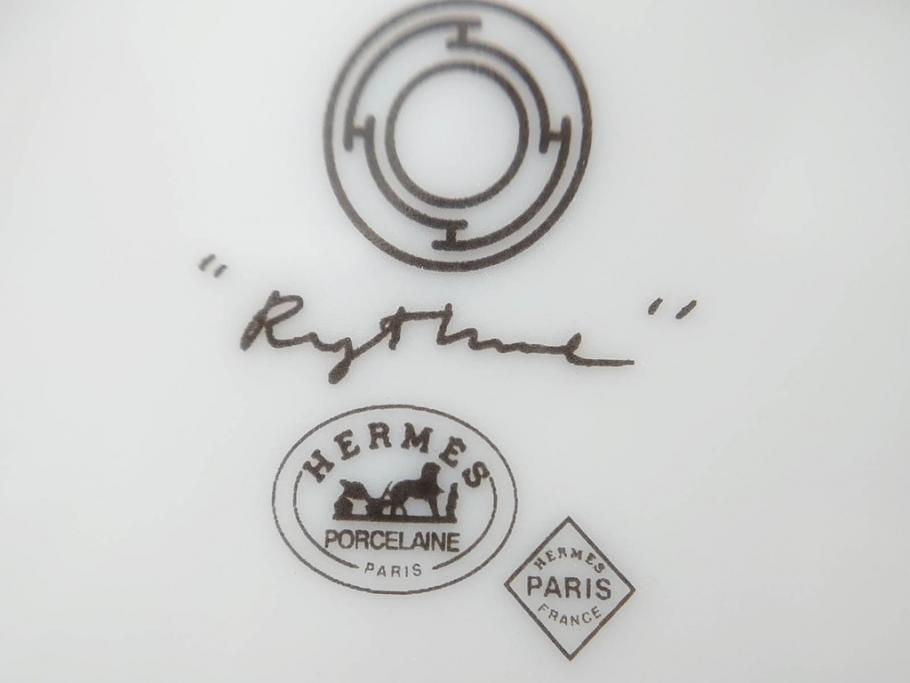 "Rythme"
HERMES
PORCELAINE
PARIS
HERMES
PARIS
FRANCE